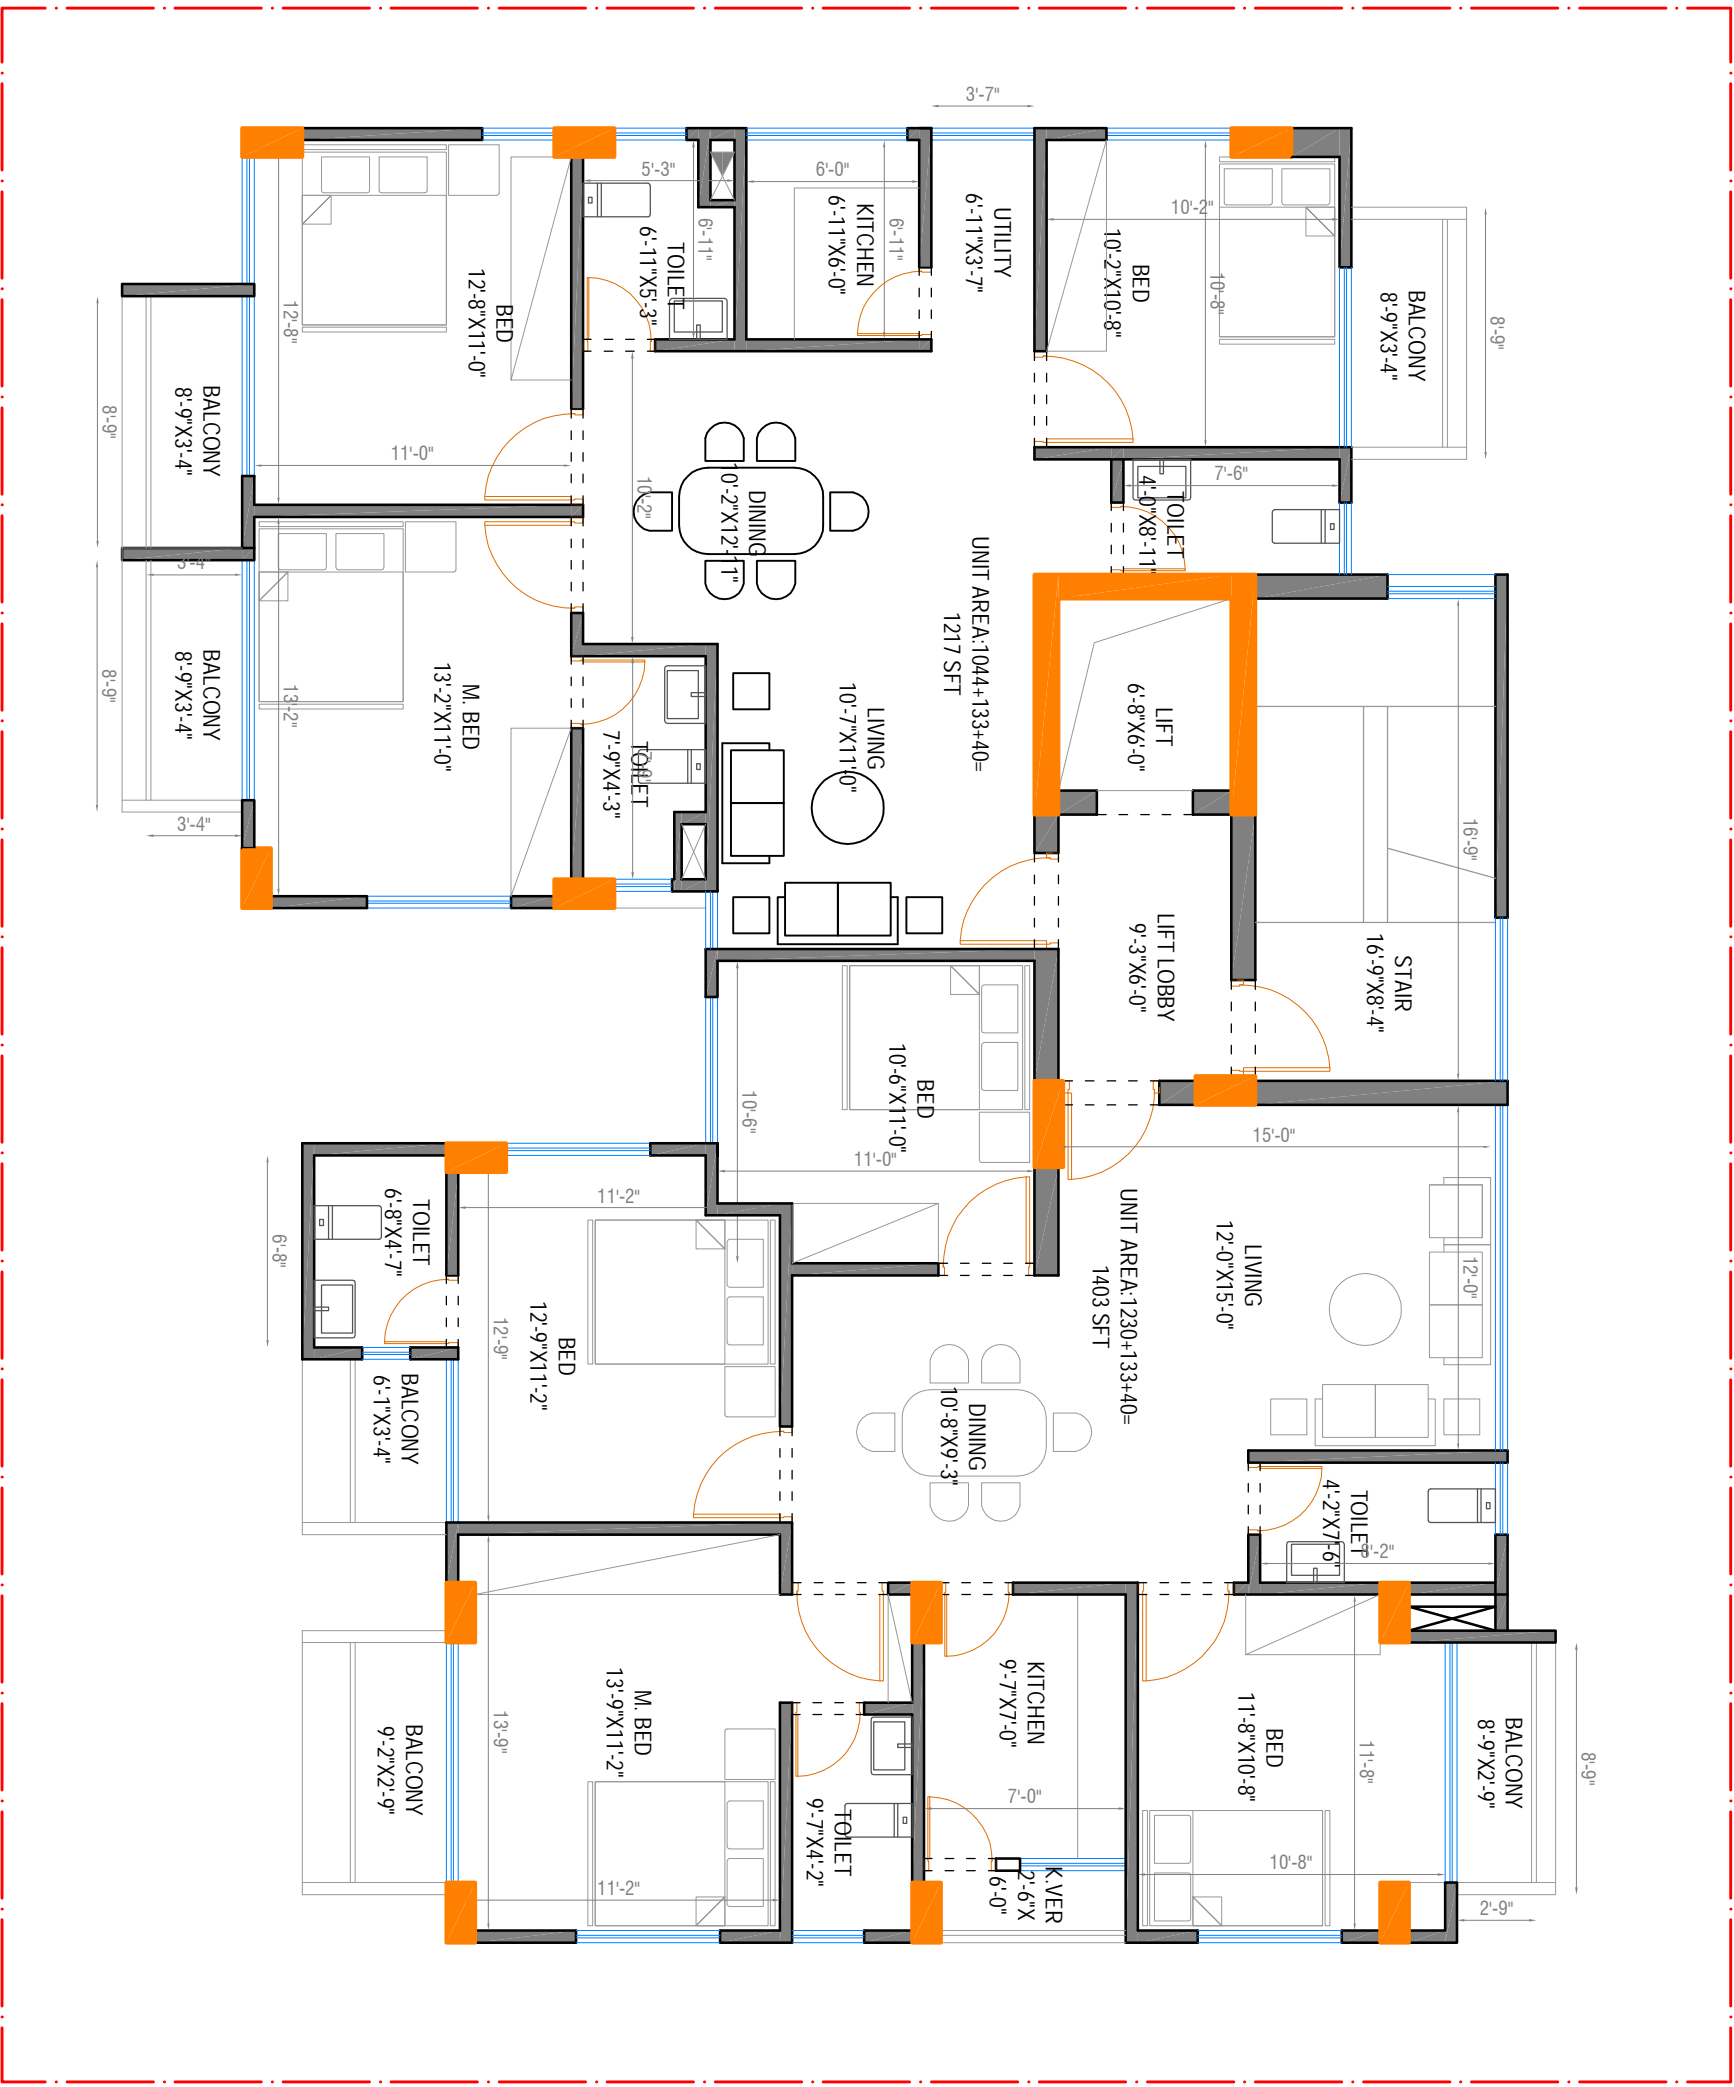 3'-7"
5'-3"
6'-0"
10'-2"
6'-11"
6'-11"
TOILET
6'-11"X5'-3"
KITCHEN
6'-11"X6'-0"
UTILITY
6'-11"X3'-7"
BED
10'-2"X10'-8"
10'-8"
BALCONY
8'-9"X3'-4"
8'-9"
BED
12'-8"X11'-0"
12'-8"
11'-0"
BALCONY
8'-9"X3'-4"
8'-9"
DINING
10'-2"X12'-11"
10'-2"
TOILET
4'-0"X8'-11"
7'-6"
3'-4"
UNIT AREA:1044+133+40=
1217 SFT
BALCONY
8'-9"X3'-4"
8'-9"
3'-4"
M. BED
13'-2"X11'-0"
13'-2"
TOILET
7'-9"X4'-3"
LIVING
10'-7"X11'0"
LIFT
6'-8"X6'-0"
16'-9"
LIFT LOBBY
9'-3"X6'-0"
STAIR
16'-9"X8'-4"
BED
10'-6"X11'-0"
10'-6"
11'-0"
15'-0"
TOILET
6'-8"X4'-7"
6'-8"
11'-2"
BED
12'-9"X11'-2"
12'-9"
UNIT AREA:1230+133+40=
1403 SFT
LIVING
12'-0"X15'-0"
12'-0"
BALCONY
6'-1"X3'-4"
DINING
10'-8"X9'-3"
TOILET
4'-2"X7'-6"
8'-2"
M. BED
13'-9"X11'-2"
13'-9"
11'-2"
BALCONY
9'-2"X2'-9"
TOILET
9'-7"X4'-2"
KITCHEN
9'-7"X7'-0"
7'-0"
K.VER
2'-6"X
6'-0"
BED
11'-8"X10'-8"
11'-8"
10'-8"
BALCONY
8'-9"X2'-9"
8'-9"
2'-9"